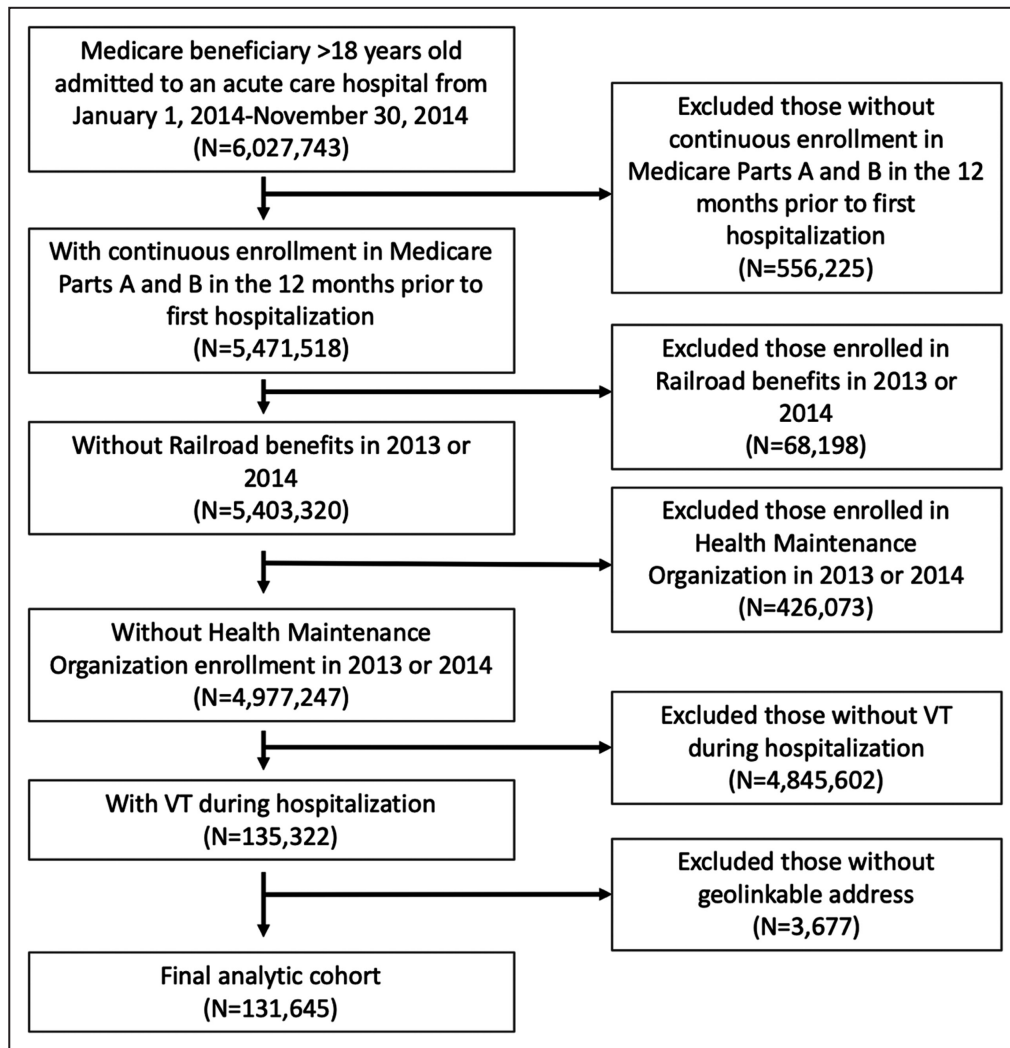 Medicare beneficiary >18 years old
admitted to an acute care hospital from
January 1, 2014-November 30, 2014
(N=6,027,743)
Excluded those without
continuous enrollment in
Medicare Parts A and B in the 12
months prior to first
hospitalization
(N=556,225)
With continuous enrollment in Medicare
Parts A and B in the 12 months prior to
first hospitalization
(N=5,471,518)
Excluded those enrolled in
Railroad benefits in 2013 or
2014
(N=68,198)
Without Railroad benefits in 2013 or
2014
(N=5,403,320)
Excluded those enrolled in
Health Maintenance
Organization in 2013 or 2014
(N=426,073)
Without Health Maintenance
Organization enrollment in 2013 or 2014
(N=4,977,247)
Excluded those without VT
during hospitalization
(N=4,845,602)
With VT during hospitalization
(N=135,322)
Excluded those without
geolinkable address
(N=3,677)
Final analytic cohort
(N=131,645)